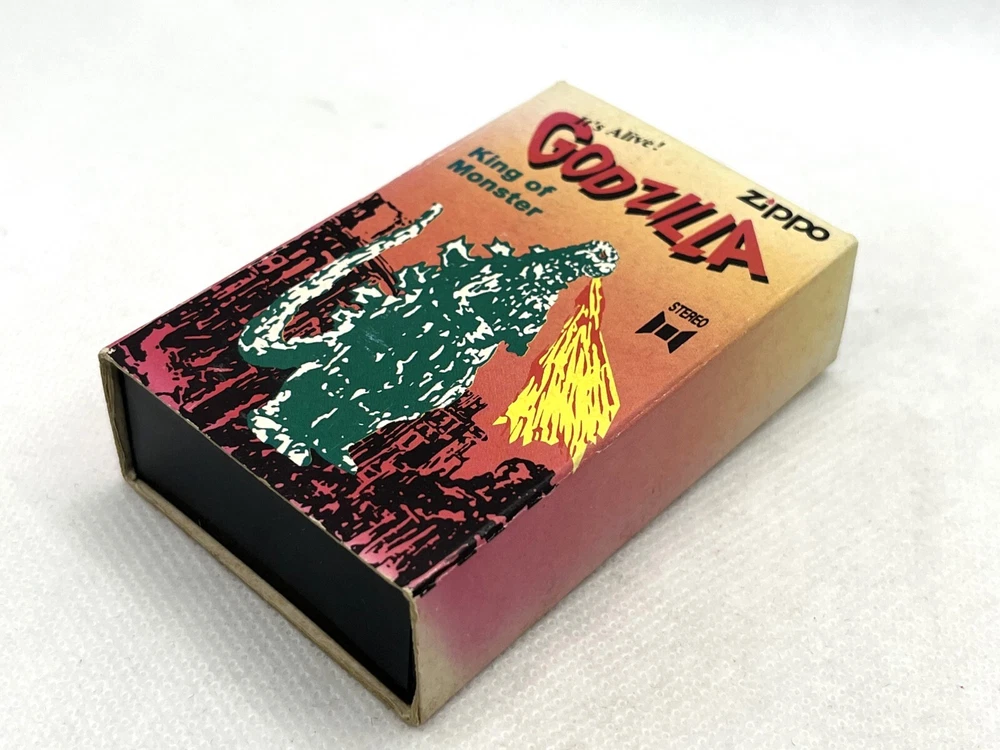 It's Alive!
GODZILLA
King of
Monster
zippo
STEREO